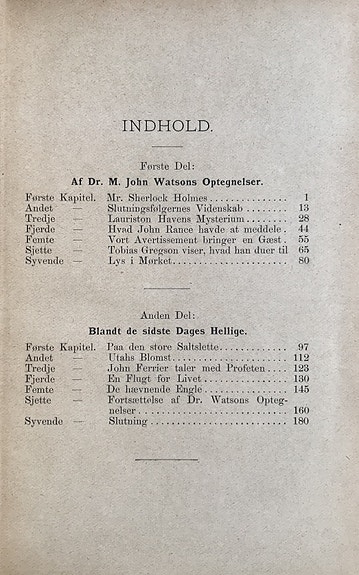 INDHOLD.
Første Del:
Af Dr. M. John Watsons Optegnelser.
Første Kapitel. Mr. Sherlock Holmes . . . . . . . . . . . . . . 1
Andet — Slutningsfølgernes Videnskab . . . . . . . . 13
Tredje — Lauriston Havens Mysterium . . . . . . . . 28
Fjerde — Hvad John Rance havde at meddele . 44
Femte — Vort Avertissement bringer en Gæst . 55
Sjette — Tobias Gregson viser, hvad han duer til 65
Syvende — Lys i Mørket . . . . . . . . . . . . . . . . . . . . 80
Anden Del:
Blandt de sidste Dages Hellige.
Første Kapitel. Paa den store Saltslette . . . . . . . . . . . . 97
Andet — Utahs Blomst . . . . . . . . . . . . . . . . . . . . 112
Tredje — John Ferrier taler med Profeten . . . . 123
Fjerde — En Flugt for Livet . . . . . . . . . . . . . . . . 130
Femte — De hævnende Engle . . . . . . . . . . . . . . . 145
Sjette — Fortsættelse af Dr. Watsons Opteg-
nelser . . . . . . . . . . . . . . . . . . . . . . . 160
Syvende — Slutning . . . . . . . . . . . . . . . . . . . . . . . 180